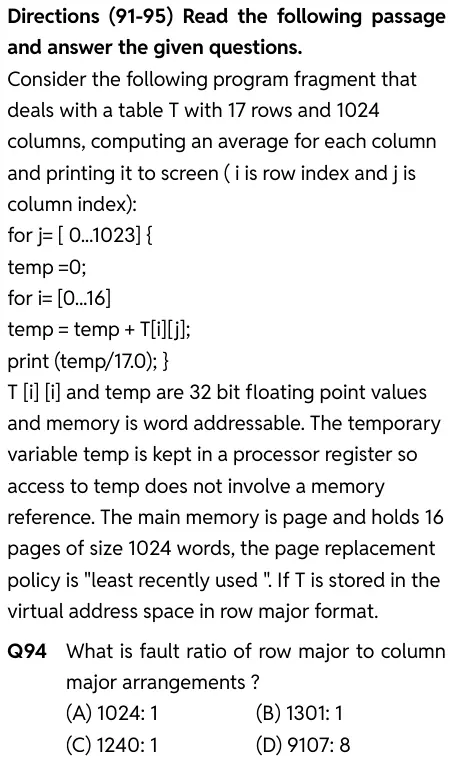 Directions (91-95) Read the following passage
and answer the given questions.
Consider the following program fragment that
deals with a table T with 17 rows and 1024
columns, computing an average for each column
and printing it to screen ( i is row index and j is
column index):
for j= [ 0...1023] {
temp =0;
for i= [0...16]
temp = temp + T[i][j];
print (temp/17.0); }
T [i] [i] and temp are 32 bit floating point values
and memory is word addressable. The temporary
variable temp is kept in a processor register so
access to temp does not involve a memory
reference. The main memory is page and holds 16
pages of size 1024 words, the page replacement
policy is "least recently used ". If T is stored in the
virtual address space in row major format.
Q94 What is fault ratio of row major to column
major arrangements ?
(A) 1024: 1 (B) 1301: 1
(C) 1240: 1 (D) 9107: 8